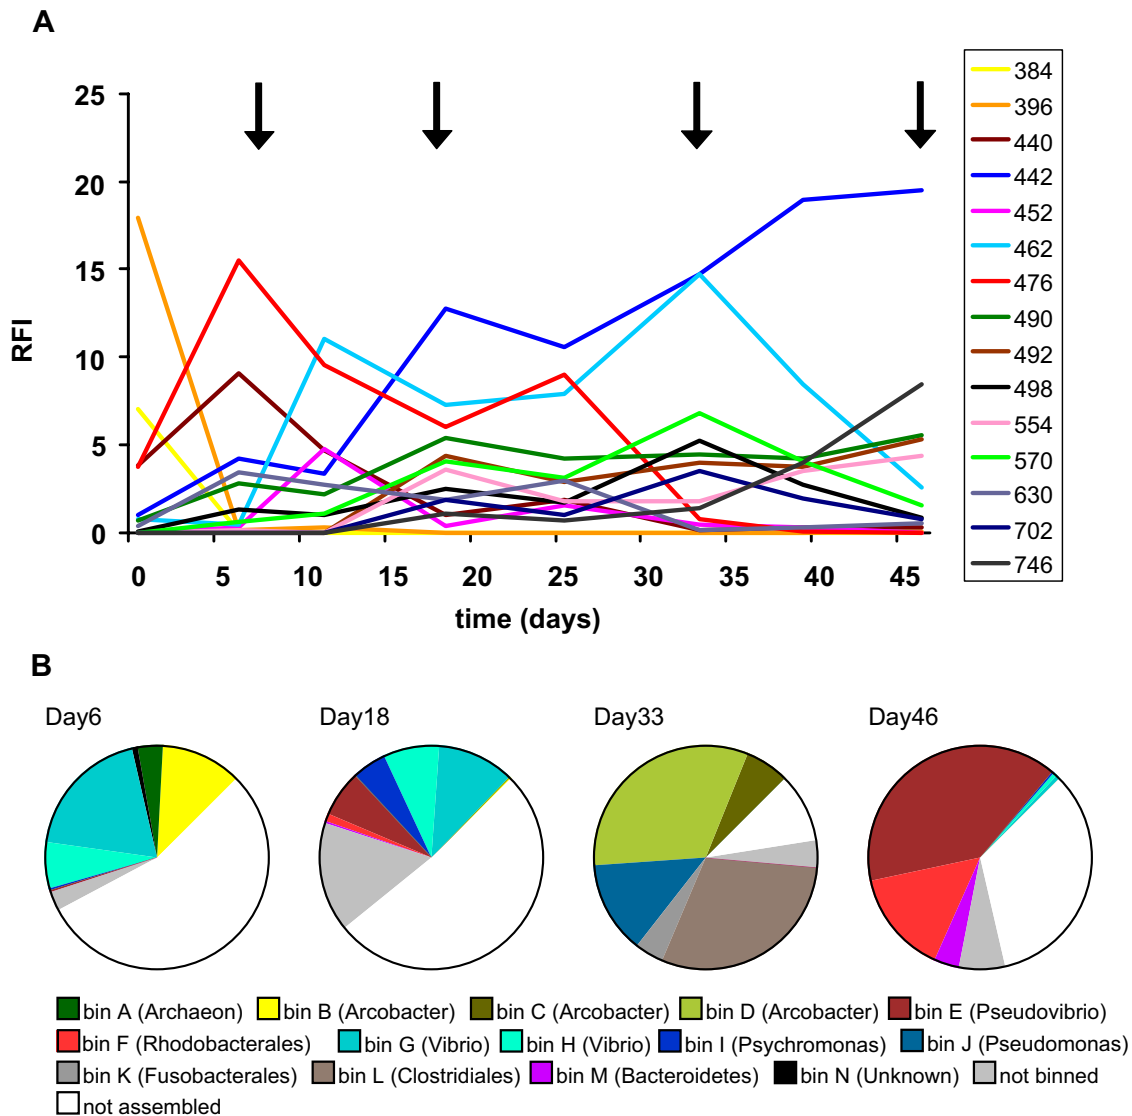 A
25
20
15
10
5
0
RFI
0 5 10 15 20 25 30 35 40 45
time (days)
384
396
440
442
452
462
476
490
492
498
554
570
630
702
746
B
Day6 Day18 Day33 Day46
bin A (Archaeon) bin B (Arcobacter) bin C (Arcobacter) bin D (Arcobacter) bin E (Pseudovibrio)
bin F (Rhodobacterales) bin G (Vibrio) bin H (Vibrio) bin I (Psychromonas) bin J (Pseudomonas)
bin K (Fusobacterales) bin L (Clostridiales) bin M (Bacteroidetes) bin N (Unknown) not binned
not assembled